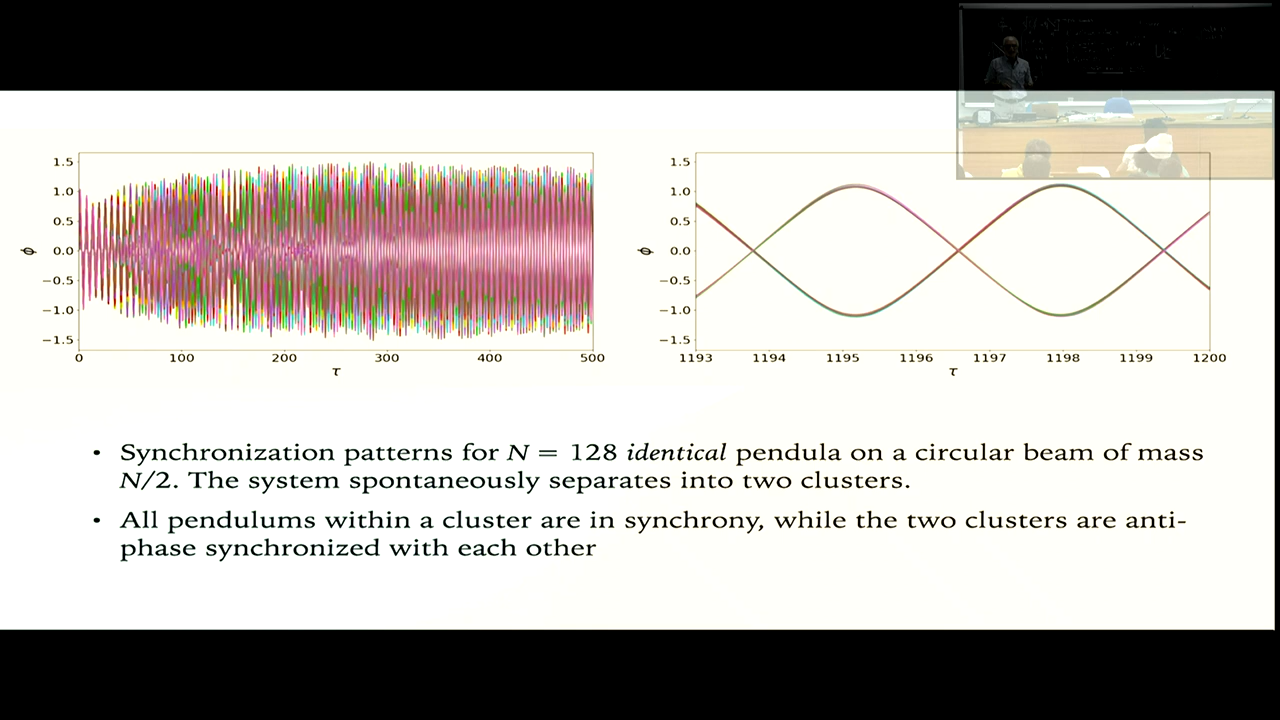 1.5
1.0
0.5
0.0
−0.5
−1.0
−1.5
ϕ
0 100 200 300 400 500
τ
1.5
1.0
0.5
0.0
−0.5
−1.0
−1.5
ϕ
1193 1194 1195 1196 1197 1198 1199 1200
τ
• Synchronization patterns for N = 128 identical pendula on a circular beam of mass
N/2. The system spontaneously separates into two clusters.
• All pendulums within a cluster are in synchrony, while the two clusters are anti-
phase synchronized with each other